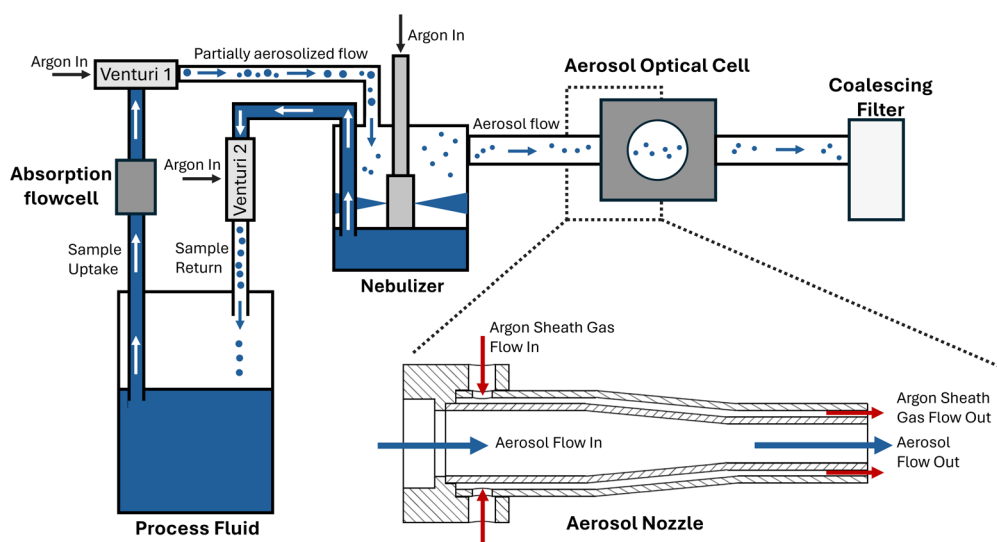 Argon In
Partially aerosolized flow
Argon In
Venturi 1
Aerosol Optical Cell
Coalescing
Filter
Aerosol flow
Absorption
flowcell
Argon In
Venturi 2
Sample
Uptake
Sample
Return
Nebulizer
Process Fluid
Argon Sheath Gas
Flow In
Aerosol Flow In
Argon Sheath
Gas Flow Out
Aerosol
Flow Out
Aerosol Nozzle